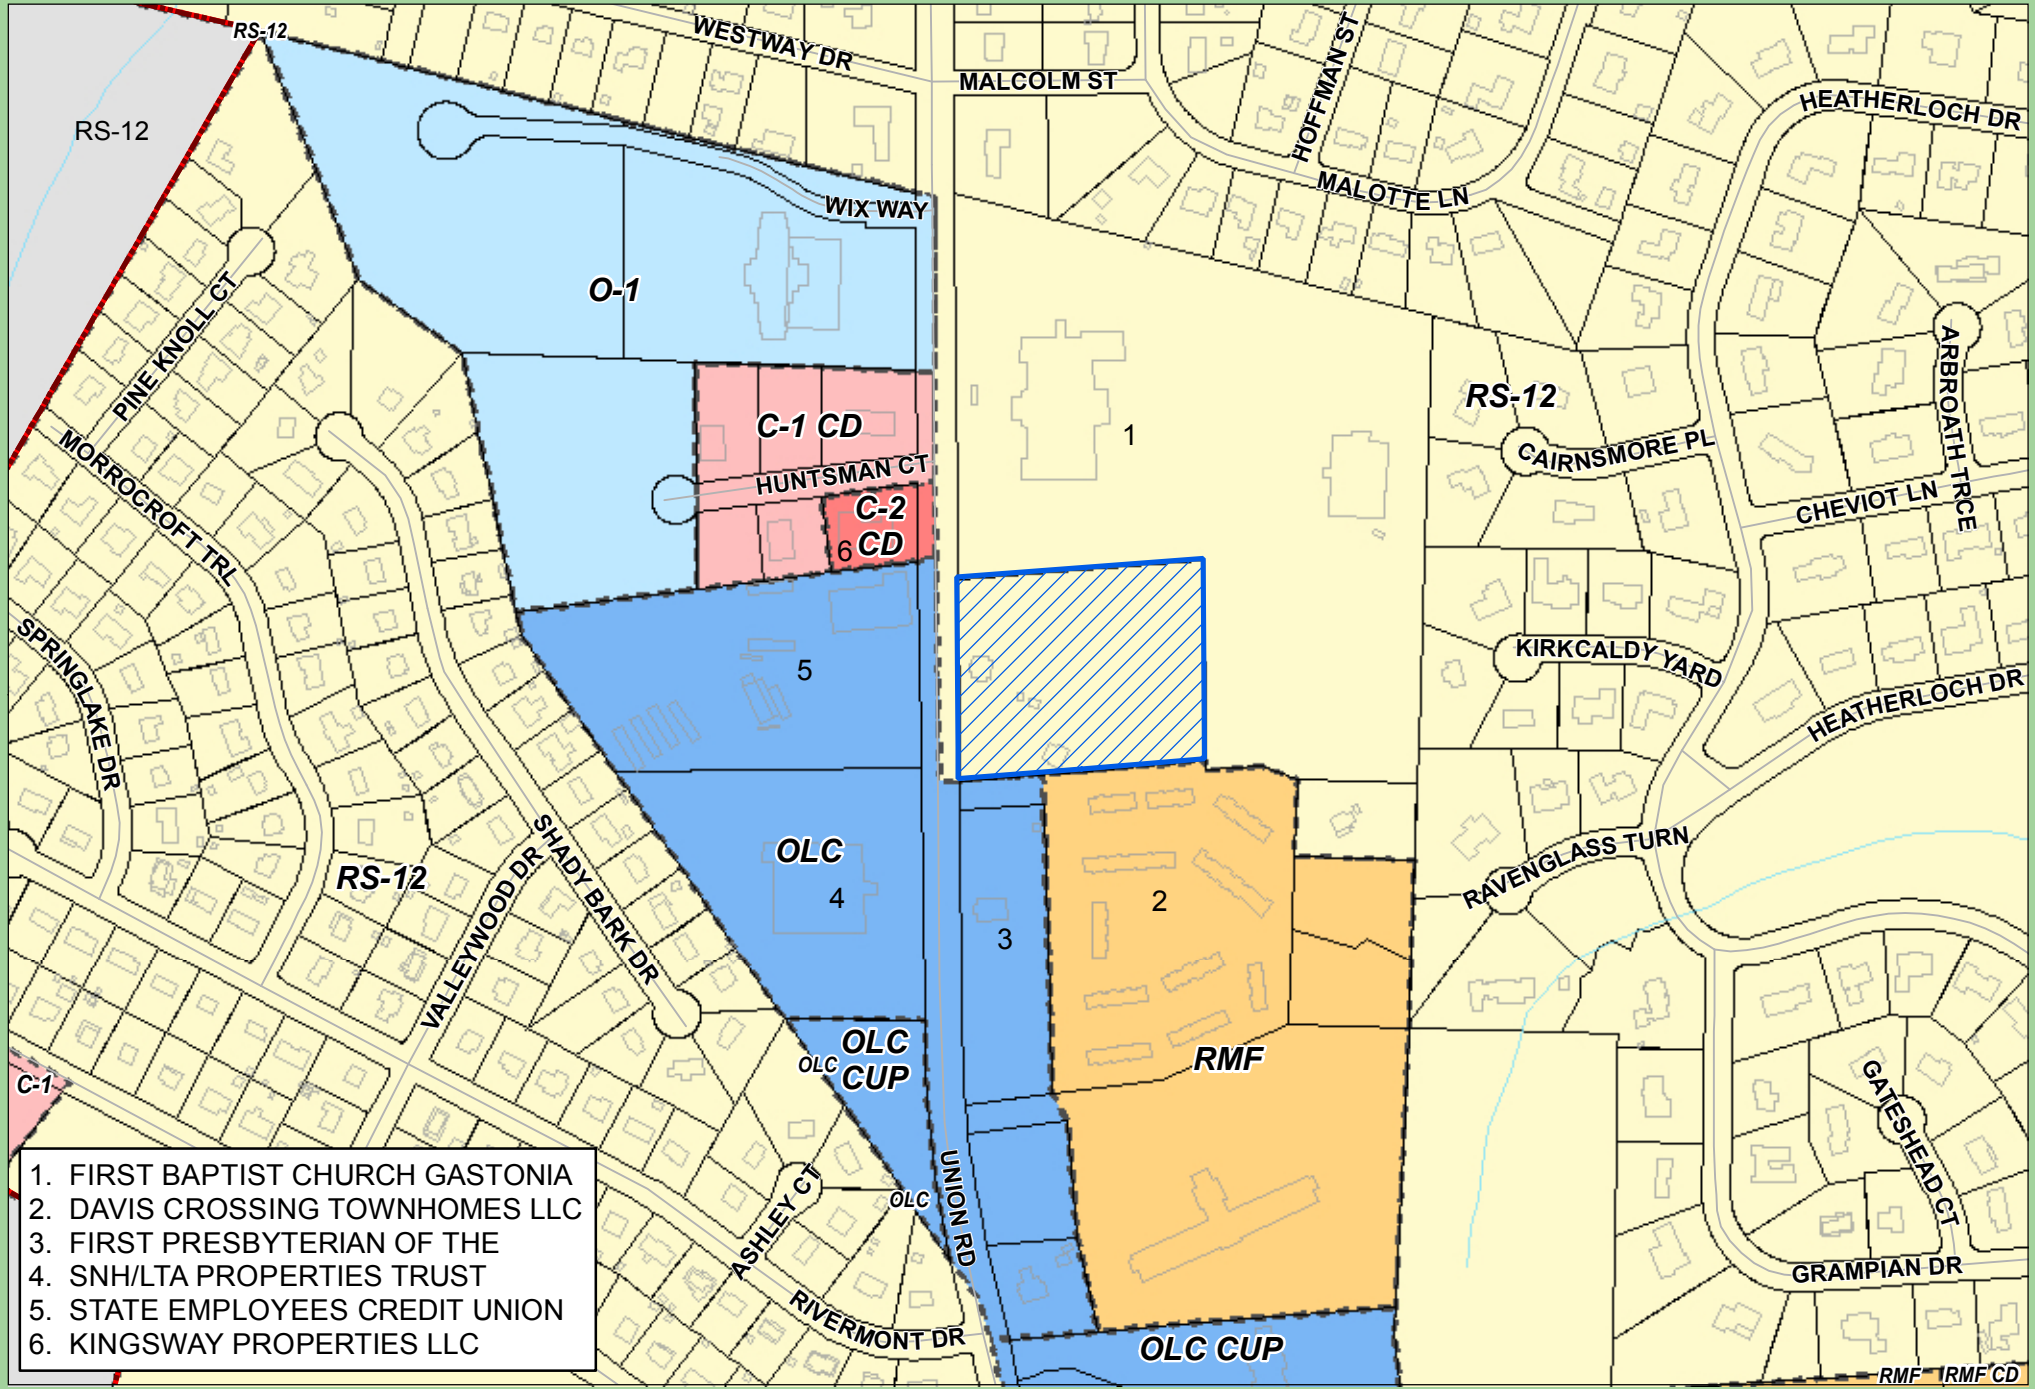 RS-12
WESTWAY DR
MALCOLM ST
HOFFMAN ST
HEATHERLOCH DR
RS-12
MALOTTE LN
WIX WAY
PINE KNOLL CT
O-1
ARBROATH TRCE
RS-12
C-1 CD
1
CAIRNSMORE PL
HUNTSMAN CT
MORROCROFT TRL
CHEVIOT LN
C-2
CD
6
SPRINGLAKE DR
5
KIRKCALDY YARD
HEATHERLOCH DR
OLC
SHADY BARK DR
RAVENGLASS TURN
RS-12
VALLEYWOOD DR
4
2
3
OLC
CUP
OLC
RMF
C-1
GATESHEAD CT
UNION RD
ASHLEY CT
OLC
GRAMPIAN DR
RIVERMONT DR
OLC CUP
RMF
RMF CD
1. FIRST BAPTIST CHURCH GASTONIA
2. DAVIS CROSSING TOWNHOMES LLC
3. FIRST PRESBYTERIAN OF THE
4. SNH/LTA PROPERTIES TRUST
5. STATE EMPLOYEES CREDIT UNION
6. KINGSWAY PROPERTIES LLC